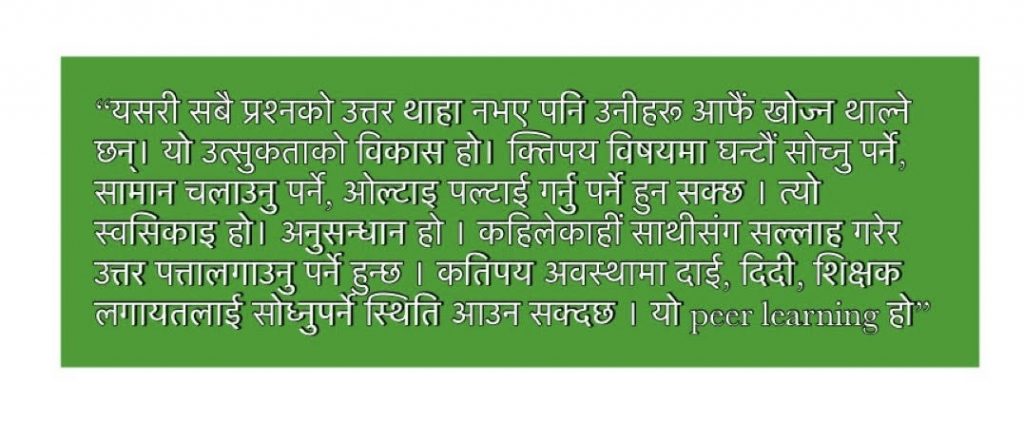 “यसरी सबै प्रश्नको उत्तर थाहा नभए पनि उनीहरू आफैं खोज्न थाल्ने
छन्। यो उत्सुकताको विकास हो। क्तिपय विषयमा घन्टौं सोच्नु पर्ने,
सामान चलाउनु पर्ने, ओल्टाइ पल्टाई गर्नु पर्ने हुन सक्छ । त्यो
स्वसिकाइ हो। अनुसन्धान हो । कहिलेकाहीं साथीसंग सल्लाह गरेर
उत्तर पत्तालगाउनु पर्ने हुन्छ । कतिपय अवस्थामा दाई, दिदी, शिक्षक
लगायतलाई सोध्नुपर्ने स्थिति आउन सक्दछ । यो peer learning हो”